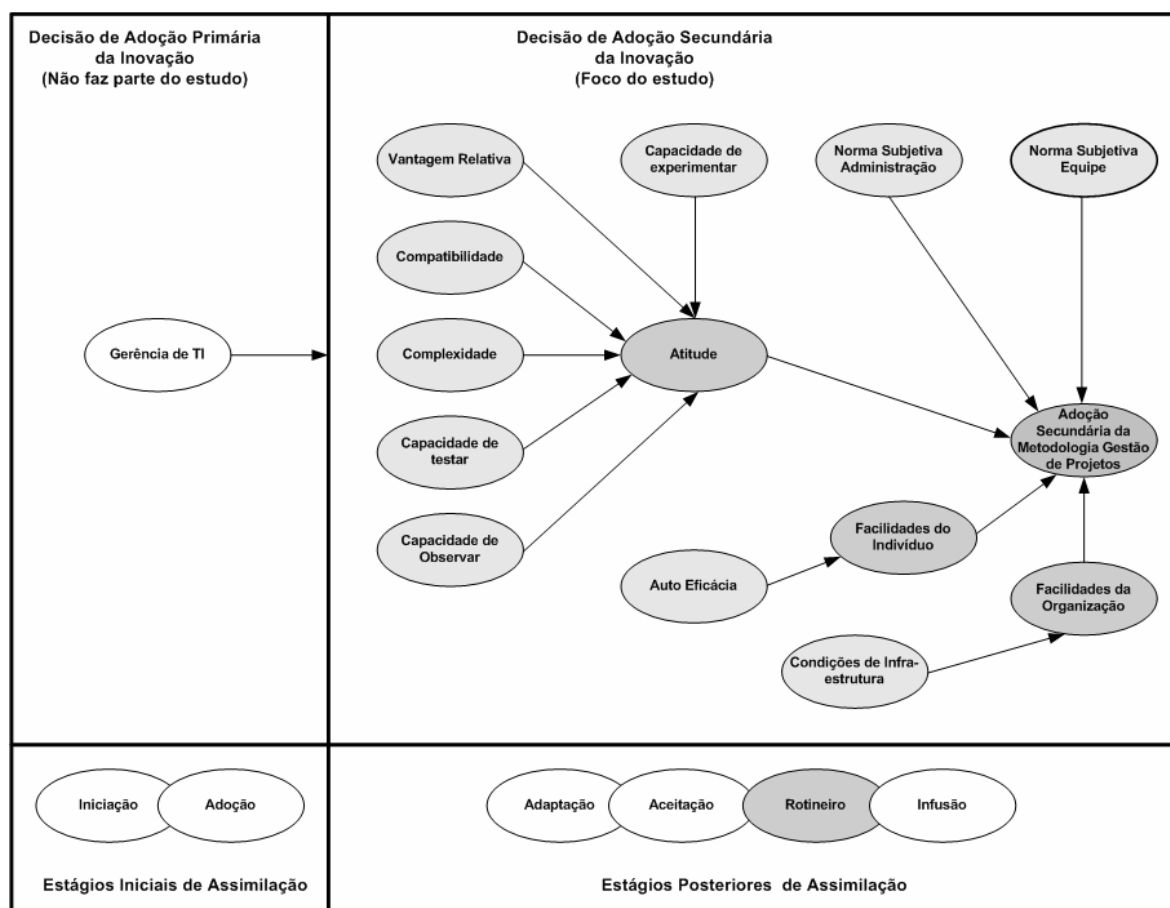 Decisão de Adoção Primária
da Inovação
(Não faz parte do estudo)
Decisão de Adoção Secundária
da Inovação
(Foco do estudo)
Vantagem Relativa
Capacidade de
experimentar
Norma Subjetiva
Administração
Norma Subjetiva
Equipe
Compatibilidade
Gerência de TI
Complexidade
Atitude
Capacidade de
testar
Adoção
Secundária da
Metodologia Gestão
de Projetos
Capacidade de
Observar
Facilidades do
Indivíduo
Auto Eficácia
Facilidades da
Organização
Condições de Infra-
estrutura
Iniciação
Adoção
Adaptação
Aceitação
Rotineiro
Infusão
Estágios Iniciais de Assimilação
Estágios Posteriores de Assimilação